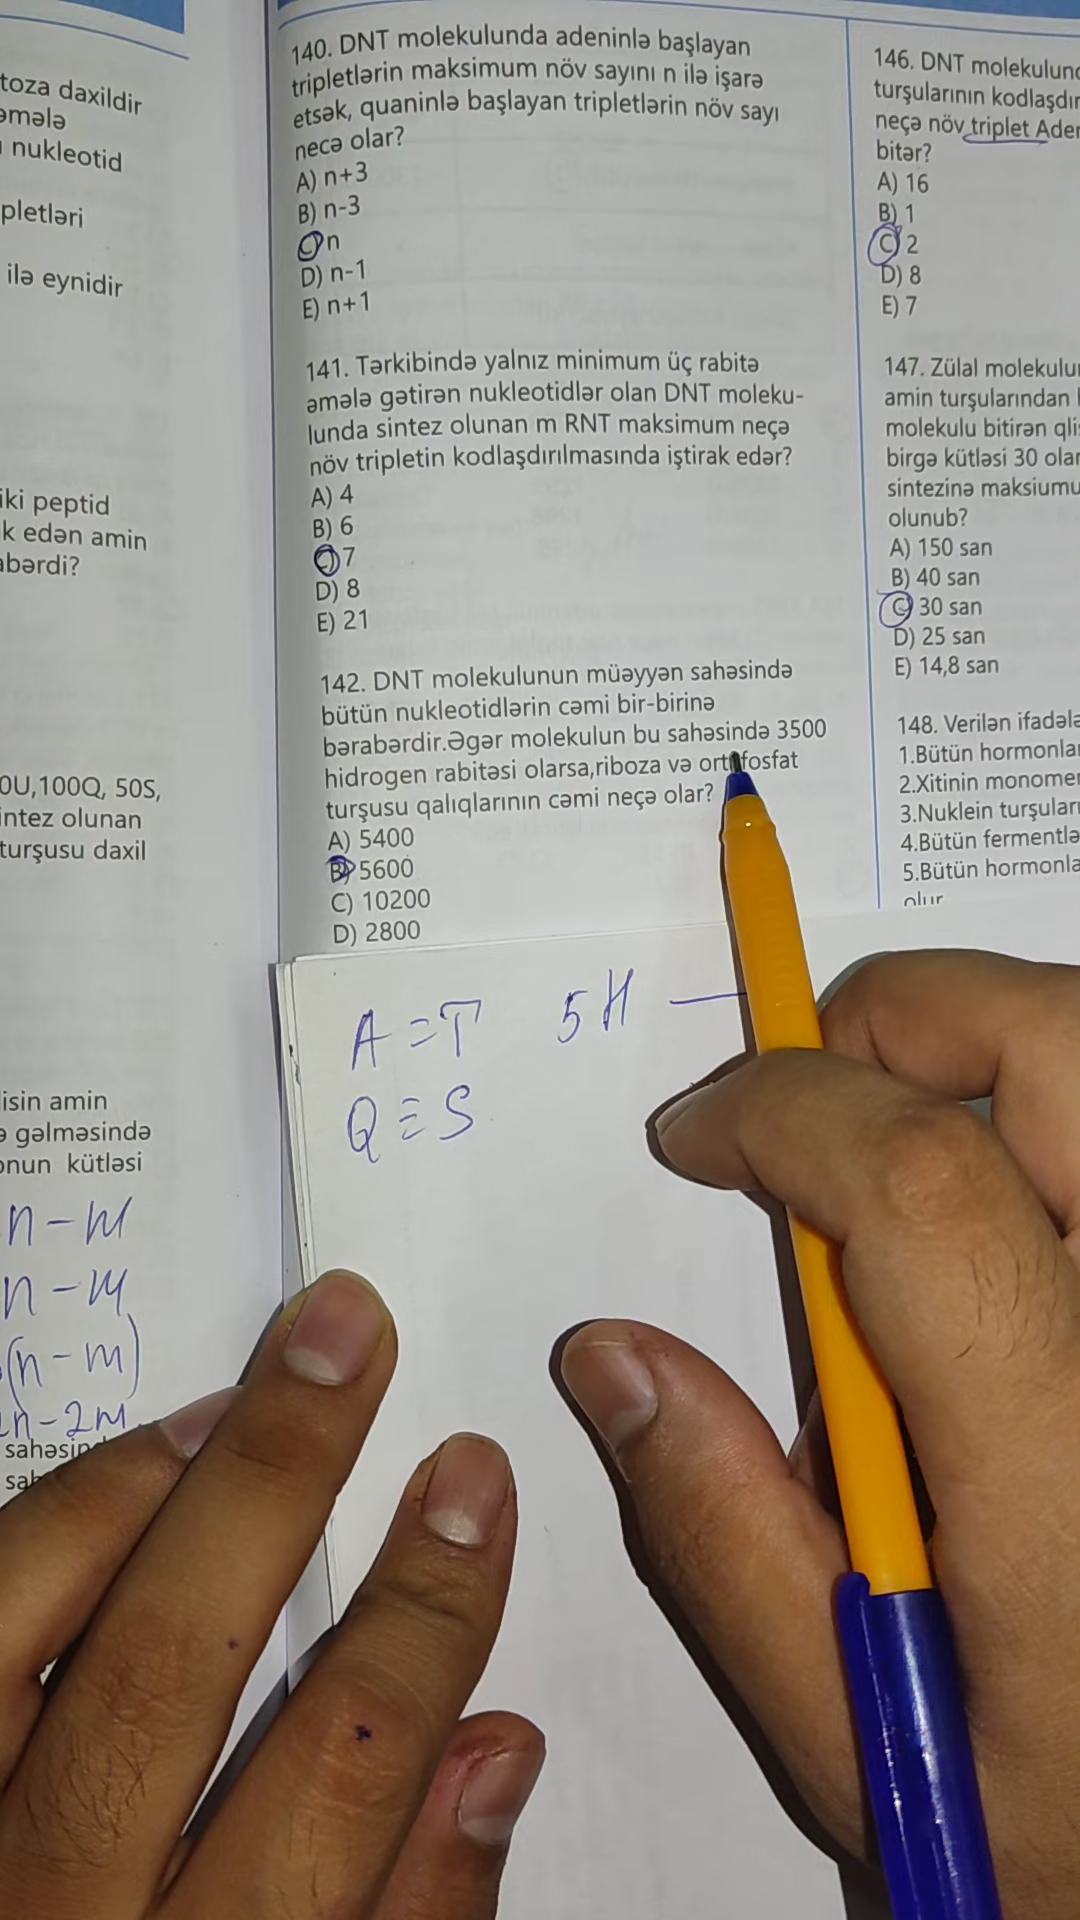 toza daxildir
əmələ
nukleotid
pletləri
ilə eynidir
iki peptid
k edən amin
abərdi?
0U,100Q, 50S,
intez olunan
turşusu daxil
isin amin
ə gəlməsində
onun kütləsi
n-m
n-m
(n-m)
n-2m
sahəsin
140. DNT molekulunda adeninlə başlayan
tripletlərin maksimum növ sayını n ilə işarə
etsək, quaninlə başlayan tripletlərin növ sayı
necə olar?
A) n+3
B) n-3
C) n
D) n-1
E) n+1
141. Tərkibində yalnız minimum üç rabitə
əmələ gətirən nukleotidlər olan DNT moleku-
lunda sintez olunan m RNT maksimum neçə
növ tripletin kodlaşdırılmasında iştirak edər?
A) 4
B) 6
C) 7
D) 8
E) 21
142. DNT molekulunun müəyyən sahəsində
bütün nukleotidlərin cəmi bir-birinə
bərabərdir.Əgər molekulun bu sahəsində 3500
hidrogen rabitəsi olarsa,riboza və ortofosfat
turşusu qalıqlarının cəmi neçə olar?
A) 5400
B) 5600
C) 10200
D) 2800
A = T 5H —
Q ≡ S
146. DNT molekulund
turşularının kodlaşdır
neçə növ triplet Aden
bitər?
A) 16
B) 1
C) 2
D) 8
E) 7
147. Zülal molekulun
amin turşularından
molekulu bitirən qlis
birgə kütləsi 30 olar
sintezinə maksiumu
olunub?
A) 150 san
B) 40 san
C) 30 san
D) 25 san
E) 14,8 san
148. Verilən ifadələ
1.Bütün hormonlar
2.Xitinin monomer
3.Nuklein turşuları
4.Bütün fermentlə
5.Bütün hormonla
olur